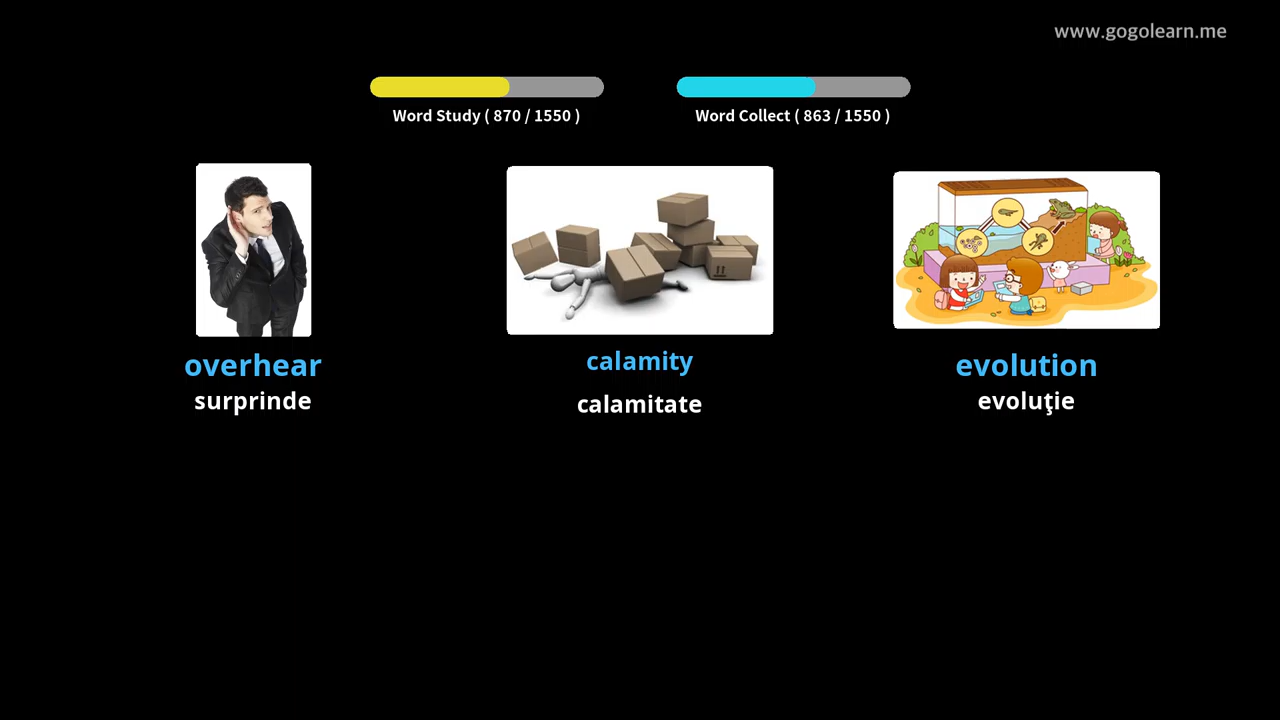 www.gogolearn.me
Word Study ( 870 / 1550 )
Word Collect ( 863 / 1550 )
overhear
surprinde
calamity
calamitate
evolution
evoluţie